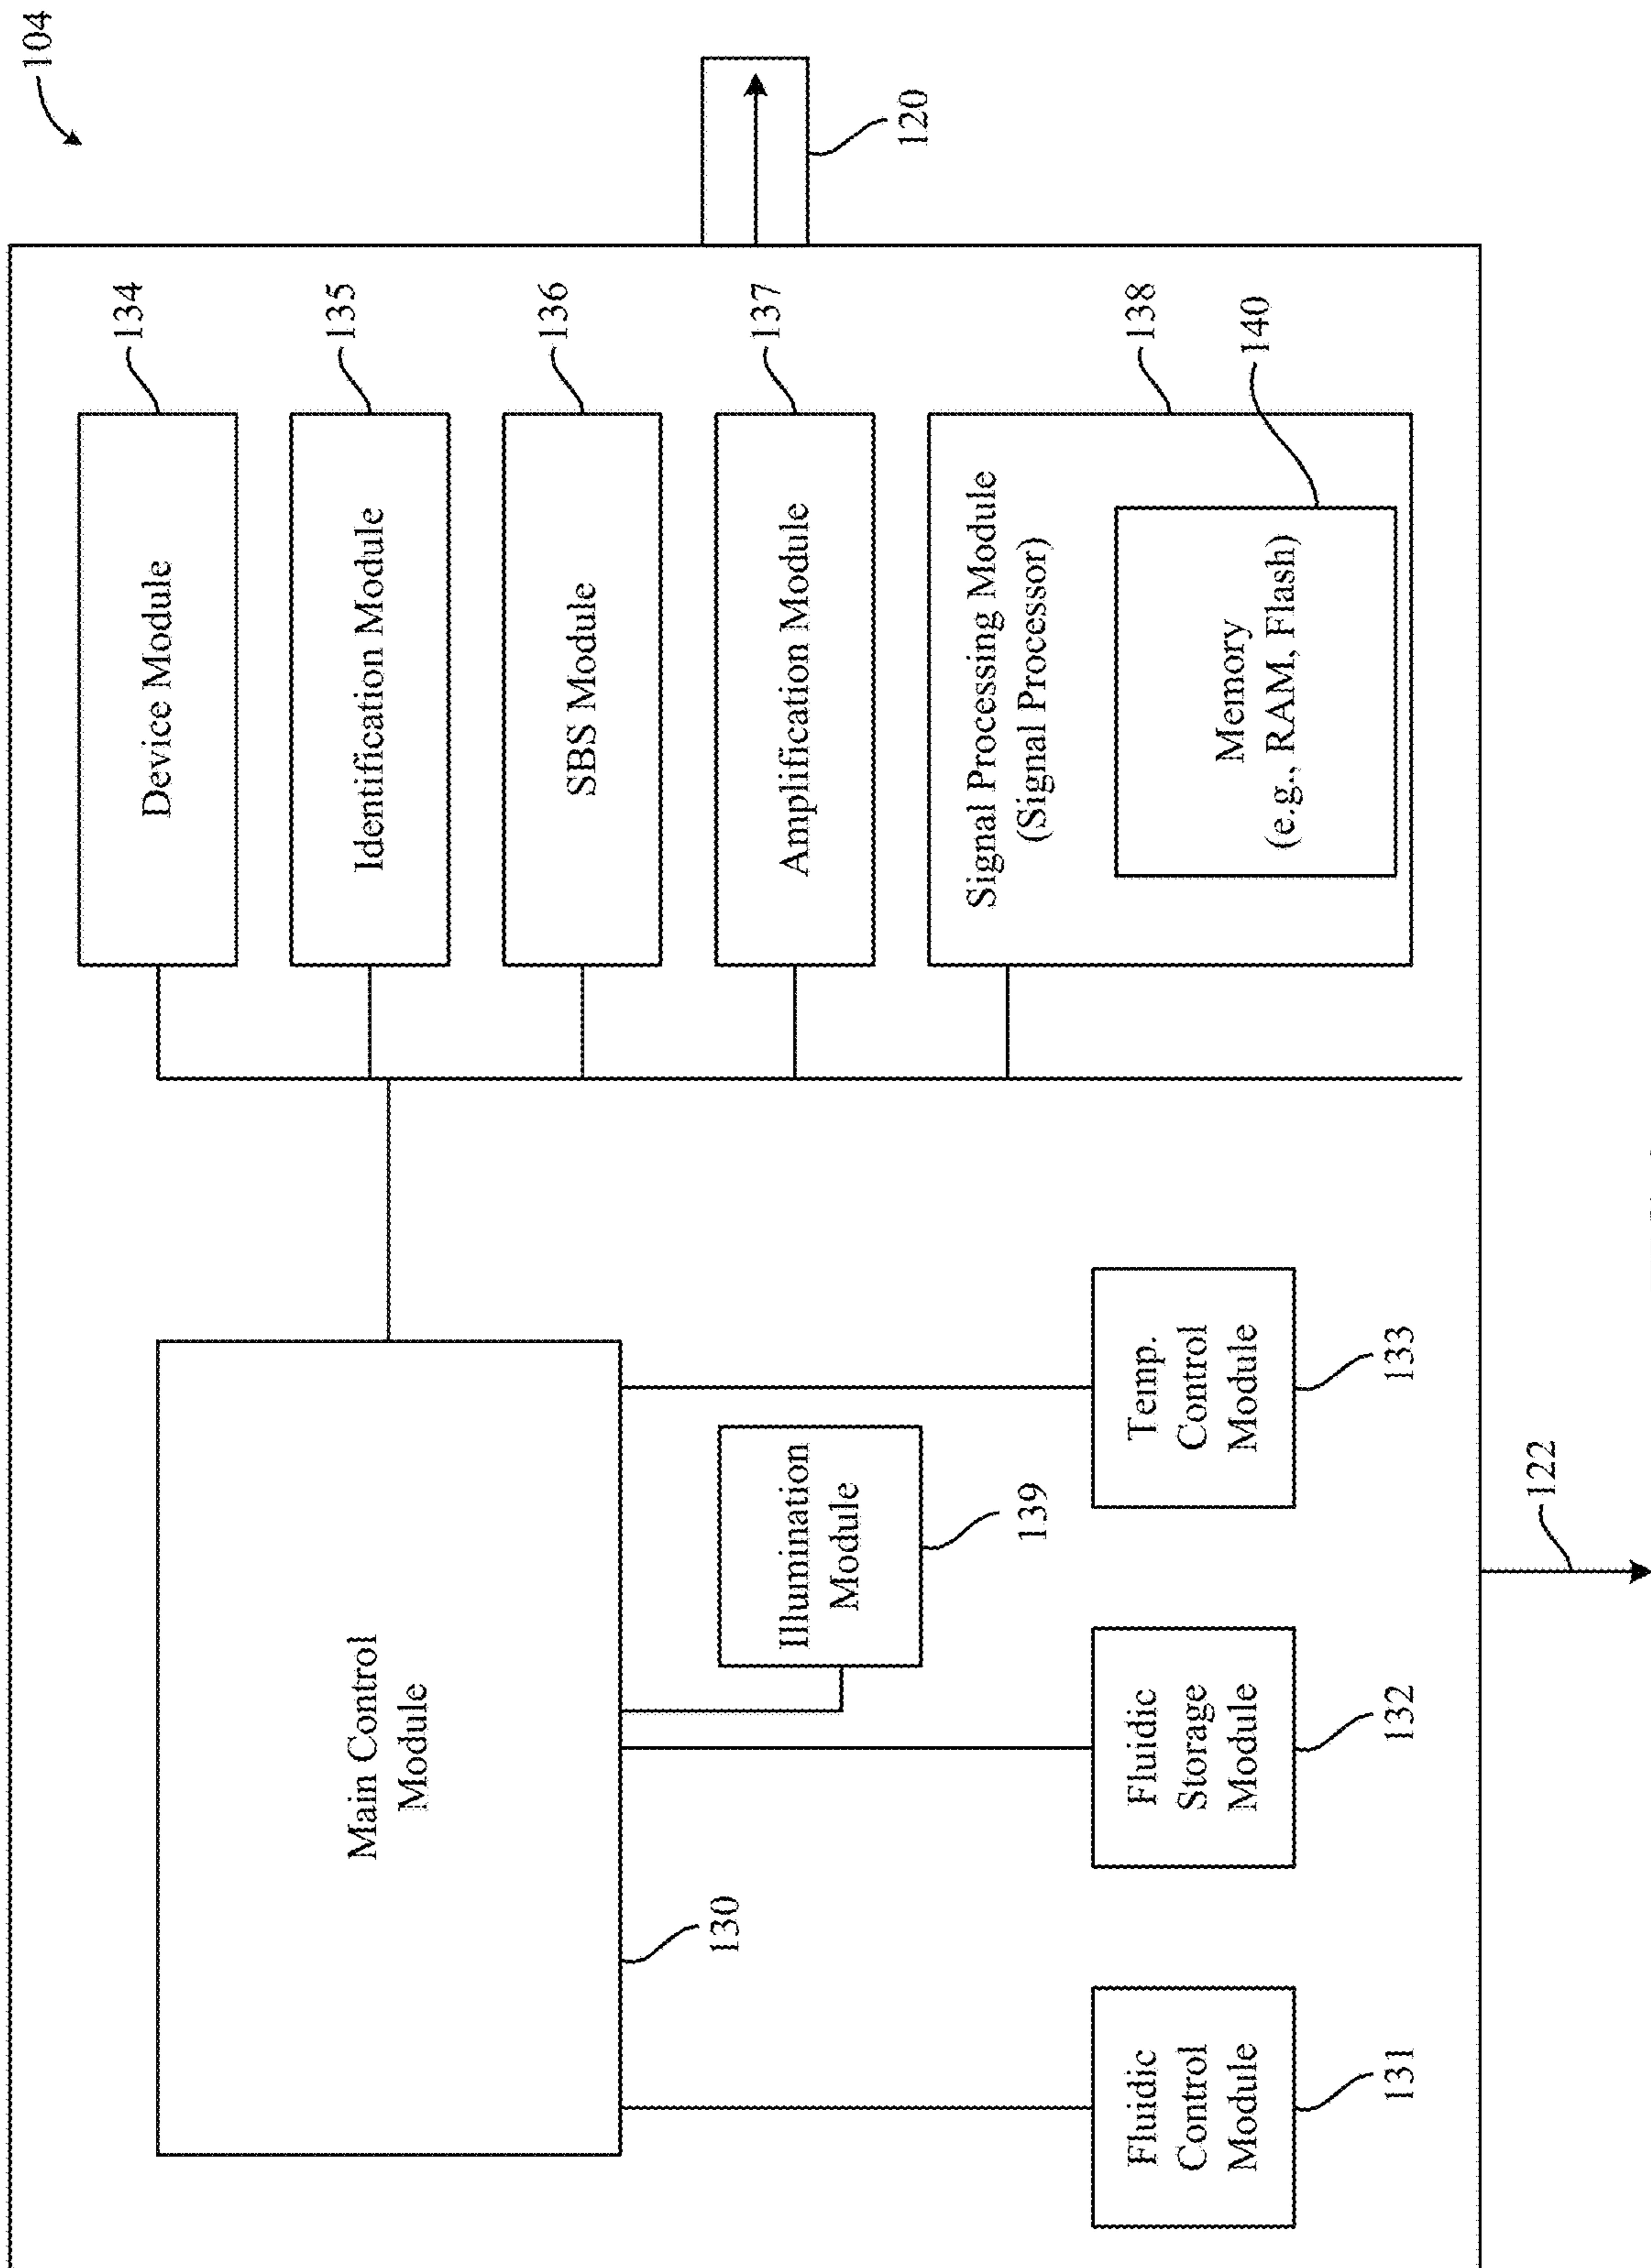 104
Main Control
Module
130
Device Module
134
Identification Module
135
SBS Module
136
Amplification Module
137
Signal Processing Module
(Signal Processor)
138
Memory
(e.g., RAM, Flash)
140
120
Illumination
Module
139
Fluidic
Control
Module
131
Fluidic
Storage
Module
132
Temp.
Control
Module
133
122